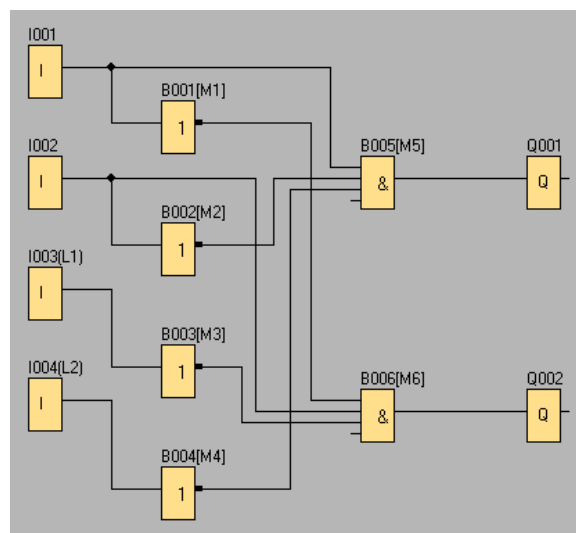 I001
I
B001[M1]
1
I002
I
B005[M5]
&
Q001
Q
B002[M2]
1
I003(L1)
I
B003[M3]
1
I004(L2)
I
B006[M6]
&
Q002
Q
B004[M4]
1